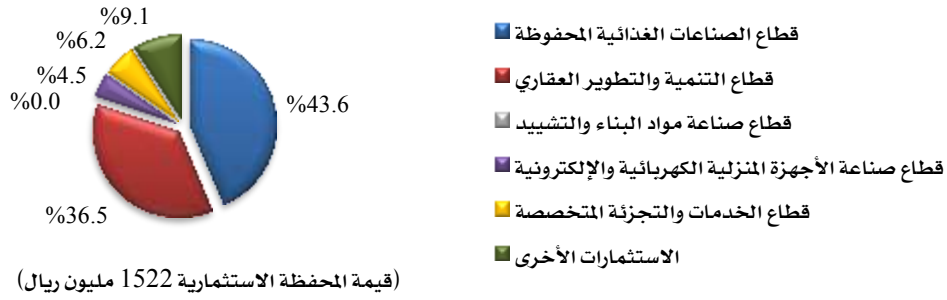 %9.1
%6.2
%4.5
%0.0
%43.6
%36.5
(قيمة المحفظة الاستثمارية 1522 مليون ريال)
قطاع الصناعات الغذائية المحفوظة
قطاع التنمية والتطوير العقاري
قطاع صناعة مواد البناء والتشييد
قطاع صناعة الأجهزة المنزلية الكهربائية والإلكترونية
قطاع الخدمات والتجزئة المتخصصة
الاستثمارات الأخرى